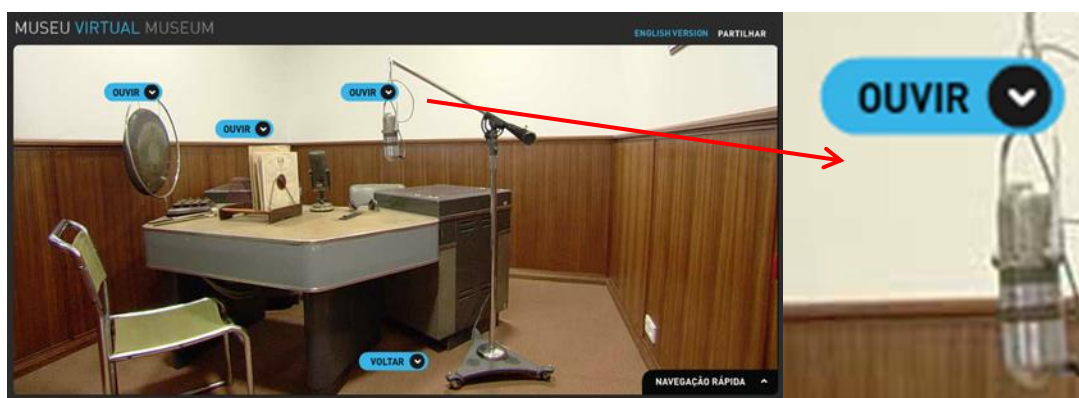 MUSEU VIRTUAL MUSEUM
ENGLISH VERSION PARTILHAR
OUVIR
OUVIR
OUVIR
VOLTAR
NAVEGAÇÃO RÁPIDA
OUVIR